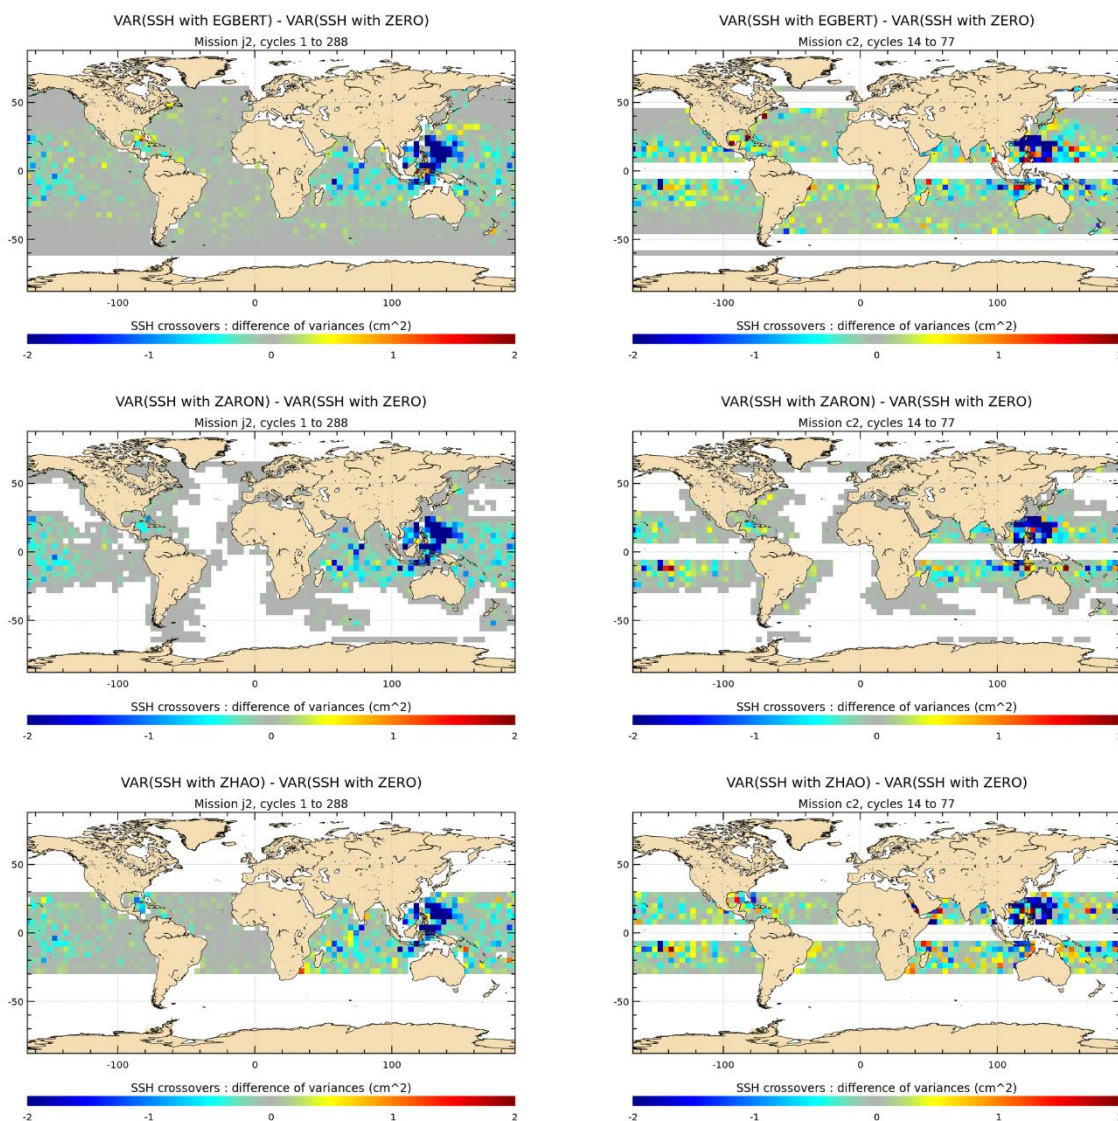 VAR(SSH with EGBERT) - VAR(SSH with ZERO)
Mission j2, cycles 1 to 288
50
0
-50
-100 0 100
SSH crossovers : difference of variances (cm^2)
-2 -1 0 1 2
VAR(SSH with EGBERT) - VAR(SSH with ZERO)
Mission c2, cycles 14 to 77
50
0
-50
-100 0 100
SSH crossovers : difference of variances (cm^2)
-2 -1 0 1
VAR(SSH with ZARON) - VAR(SSH with ZERO)
Mission j2, cycles 1 to 288
50
0
-50
-100 0 100
SSH crossovers : difference of variances (cm^2)
-2 -1 0 1 2
VAR(SSH with ZARON) - VAR(SSH with ZERO)
Mission c2, cycles 14 to 77
50
0
-50
-100 0 100
SSH crossovers : difference of variances (cm^2)
-2 -1 0 1
VAR(SSH with ZHAO) - VAR(SSH with ZERO)
Mission j2, cycles 1 to 288
50
0
-50
-100 0 100
SSH crossovers : difference of variances (cm^2)
-2 -1 0 1 2
VAR(SSH with ZHAO) - VAR(SSH with ZERO)
Mission c2, cycles 14 to 77
50
0
-50
-100 0 100
SSH crossovers : difference of variances (cm^2)
-2 -1 0 1